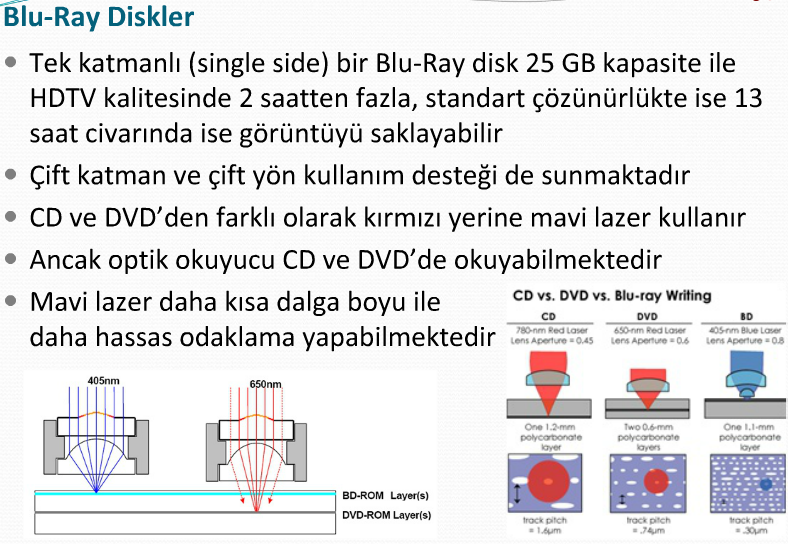 Blu-Ray Diskler
• Tek katmanlı (single side) bir Blu-Ray disk 25 GB kapasite ile
HDTV kalitesinde 2 saatten fazla, standart çözünürlükte ise 13
saat civarında ise görüntüyü saklayabilir
• Çift katman ve çift yön kullanım desteği de sunmaktadır
• CD ve DVD’den farklı olarak kırmızı yerine mavi lazer kullanır
• Ancak optik okuyucu CD ve DVD’de okuyabilmektedir
• Mavi lazer daha kısa dalga boyu ile
daha hassas odaklama yapabilmektedir
405nm
650nm
BD-ROM Layer(s)
DVD-ROM Layer(s)
CD vs. DVD vs. Blu-ray Writing
CD
780-nm Red Laser
Lens Aperture = 0.45
One 1.2-mm
polycarbonate
layer
track pitch
= 1.6µm
DVD
650-nm Red Laser
Lens Aperture = 0.6
Two 0.6-mm
polycarbonate
layers
track pitch
= .74µm
BD
405-nm Blue Laser
Lens Aperture = 0.8
One 1.1-mm
polycarbonate
layer
track pitch
= .30µm